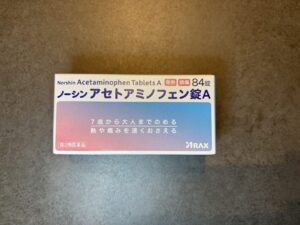 Norshin Acetaminophen Tablets A 解熱 鎮痛 84錠
ノーシン アセトアミノフェン錠A
7歳から大人までのめる
熱や痛みを速くおさえる
第2類医薬品 ARAX